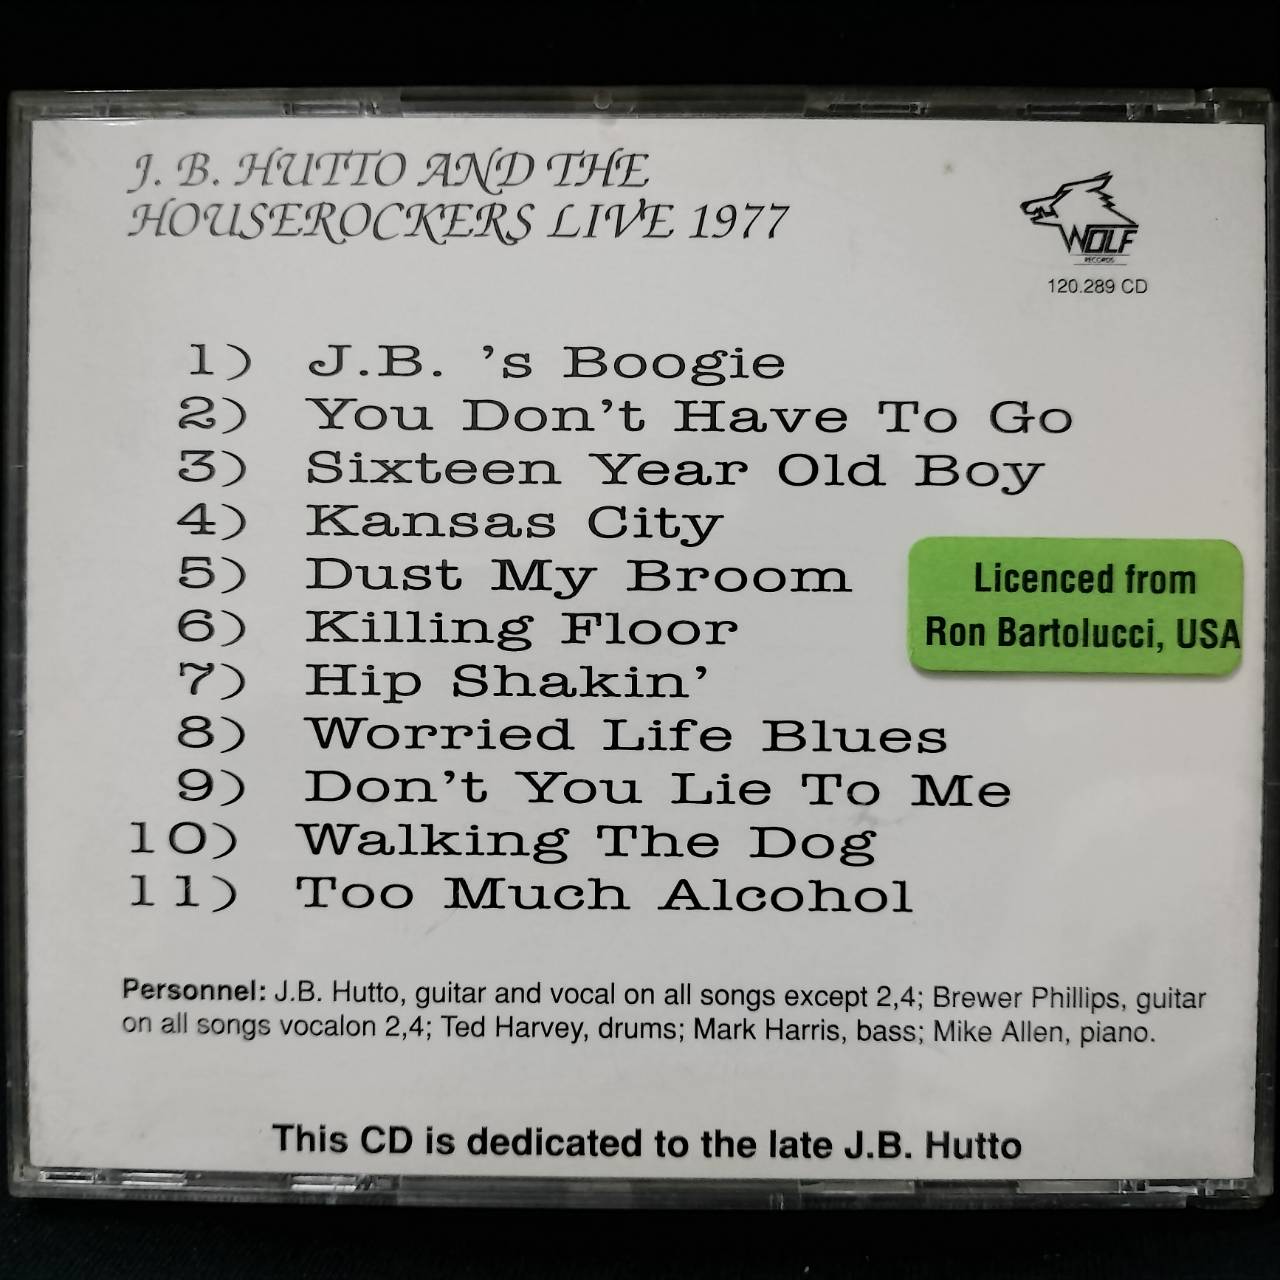 J. B. HUTTO AND THE
HOUSEROCKERS LIVE 1977
WOLF
RECORDS
120.289 CD
1) J.B. 's Boogie
2) You Don't Have To Go
3) Sixteen Year Old Boy
4) Kansas City
5) Dust My Broom
6) Killing Floor
7) Hip Shakin'
8) Worried Life Blues
9) Don't You Lie To Me
10) Walking The Dog
11) Too Much Alcohol
Licenced from
Ron Bartolucci, USA
Personnel: J.B. Hutto, guitar and vocal on all songs except 2,4; Brewer Phillips, guitar
on all songs vocalon 2,4; Ted Harvey, drums; Mark Harris, bass; Mike Allen, piano.
This CD is dedicated to the late J.B. Hutto